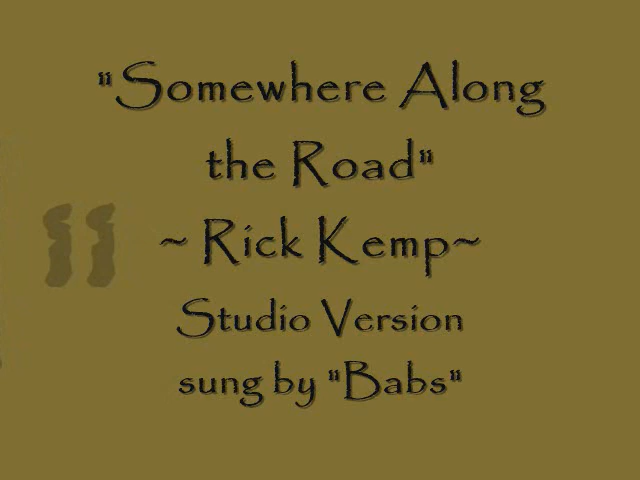 "Somewhere Along
the Road"
~ Rick Kemp~
Studio Version
sung by "Babs"